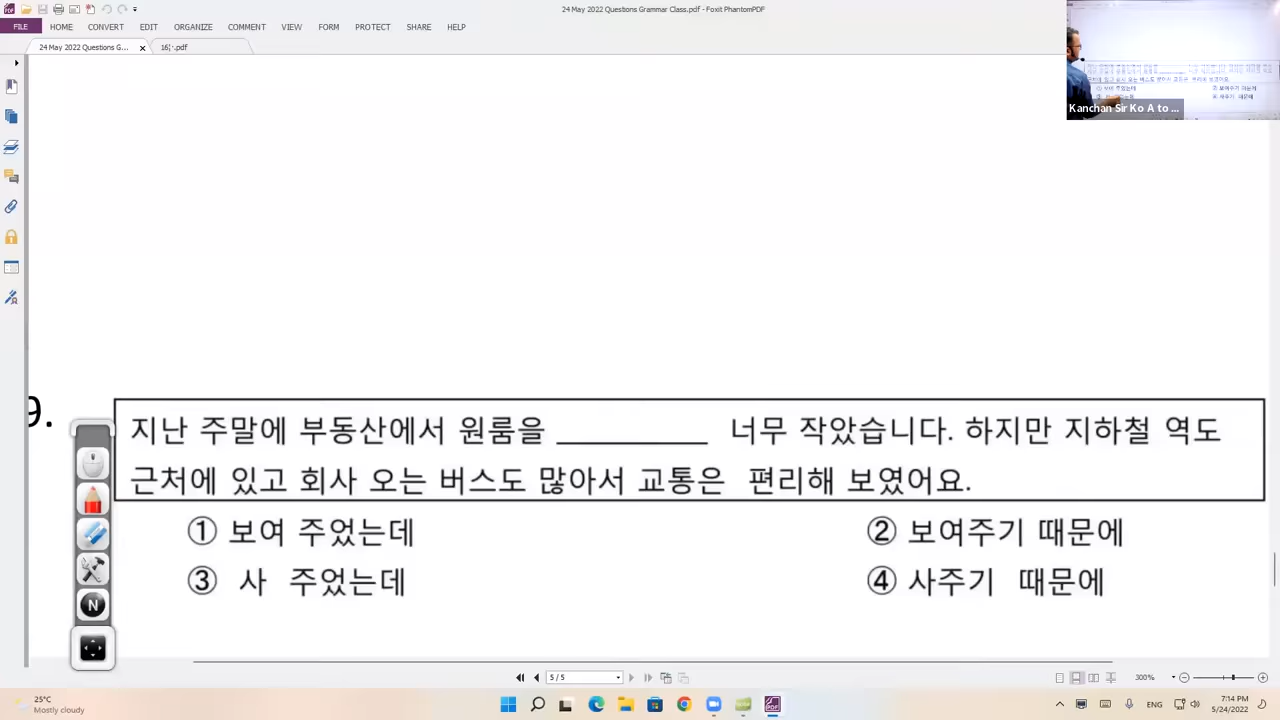 24 May 2022 Questions Grammar Class.pdf - Foxit PhantomPDF
FILE HOME CONVERT EDIT ORGANIZE COMMENT VIEW FORM PROTECT SHARE HELP
24 May 2022 Questions G...
Kanchan Sir Ko A to ...
9.
지난 주말에 부동산에서 원룸을 __________ 너무 작았습니다. 하지만 지하철 역도
근처에 있고 회사 오는 버스도 많아서 교통은 편리해 보였어요.
① 보여 주었는데
② 보여주기 때문에
③ 사 주었는데
④ 사주기 때문에
N
5 / 5
300%
25°C
Mostly cloudy
ENG
7:14 PM
5/24/2022